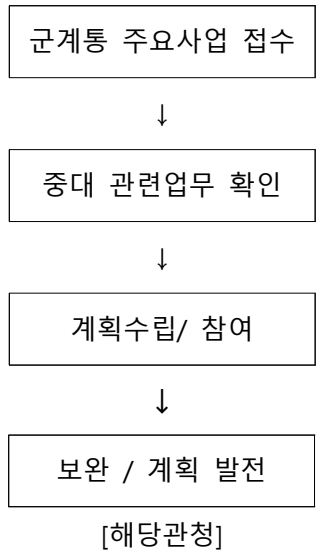 군계통 주요사업 접수
↓
중대 관련업무 확인
↓
계획수립/ 참여
↓
보완 / 계획 발전
[해당관청]